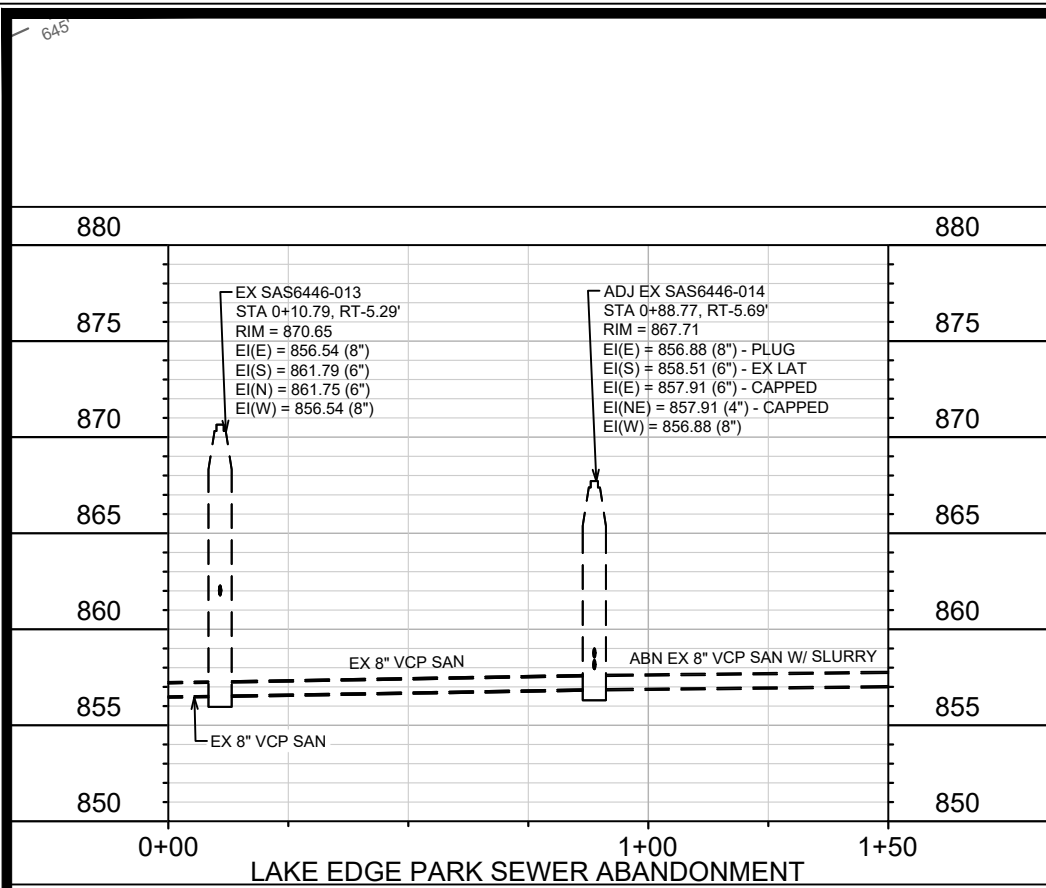 645'
880
880
EX SAS6446-013
STA 0+10.79, RT-5.29'
RIM = 870.65
EI(E) = 856.54 (8")
EI(S) = 861.79 (6")
EI(N) = 861.75 (6")
EI(W) = 856.54 (8")
ADJ EX SAS6446-014
STA 0+88.77, RT-5.69'
RIM = 867.71
EI(E) = 856.88 (8") - PLUG
EI(S) = 858.51 (6") - EX LAT
EI(E) = 857.91 (6") - CAPPED
EI(NE) = 857.91 (4") - CAPPED
EI(W) = 856.88 (8")
875
875
870
870
865
865
860
860
EX 8" VCP SAN
ABN EX 8" VCP SAN W/ SLURRY
855
855
EX 8" VCP SAN
850
850
0+00
1+00
1+50
LAKE EDGE PARK SEWER ABANDONMENT